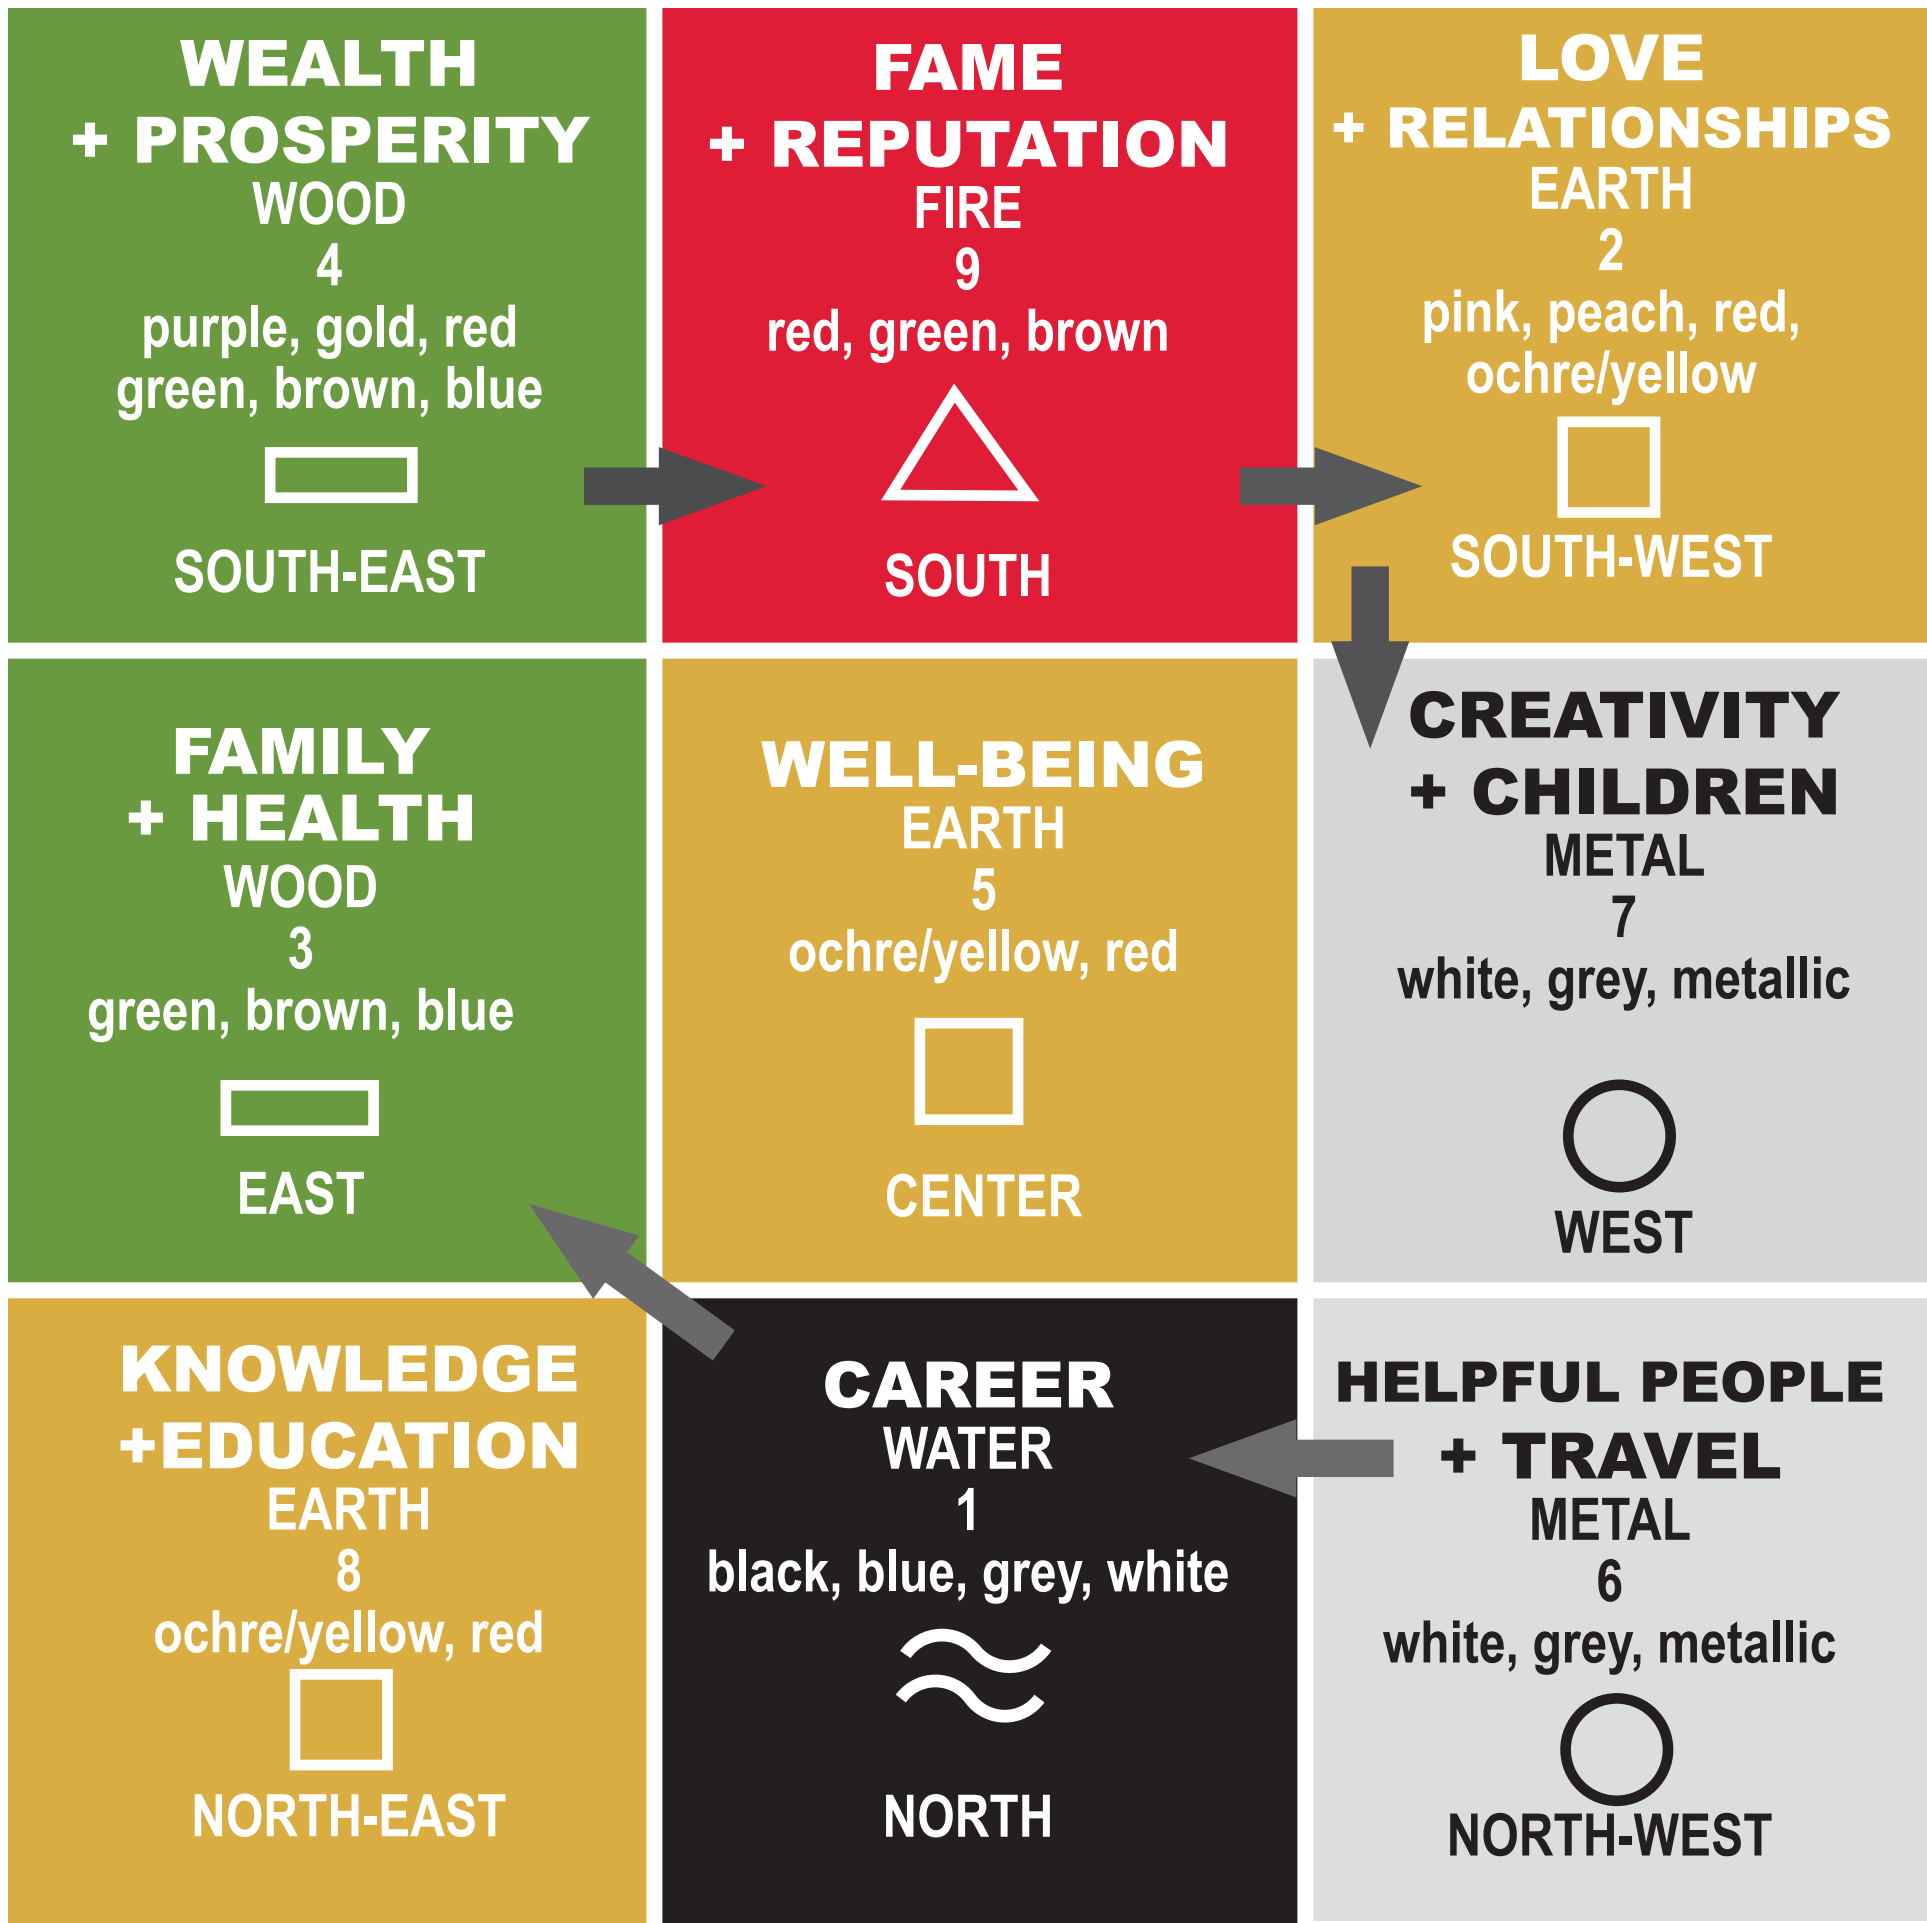 WEALTH
+ PROSPERITY
WOOD
4
purple, gold, red
green, brown, blue
SOUTH-EAST
FAME
+ REPUTATION
FIRE
9
red, green, brown
SOUTH
LOVE
+ RELATIONSHIPS
EARTH
2
pink, peach, red,
ochre/yellow
SOUTH-WEST
FAMILY
+ HEALTH
WOOD
3
green, brown, blue
EAST
WELL-BEING
EARTH
5
ochre/yellow, red
CENTER
CREATIVITY
+ CHILDREN
METAL
7
white, grey, metallic
WEST
KNOWLEDGE
+EDUCATION
EARTH
8
ochre/yellow, red
NORTH-EAST
CAREER
WATER
1
black, blue, grey, white
NORTH
HELPFUL PEOPLE
+ TRAVEL
METAL
6
white, grey, metallic
NORTH-WEST